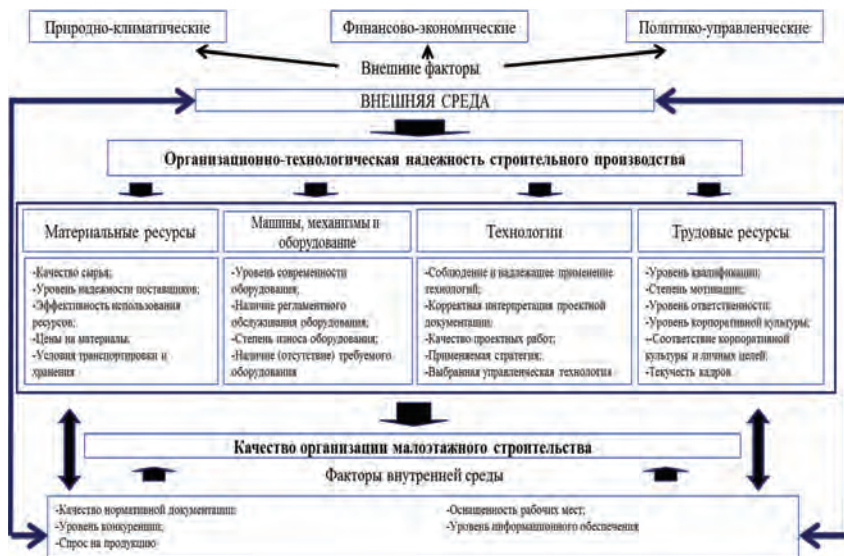 Природно-климатические
Финансово-экономические
Политико-управленческие
Внешние факторы
ВНЕШНЯЯ СРЕДА
Организационно-технологическая надежность строительного производства
Материальные ресурсы
-Качество сырья;
-Уровень надежности поставщиков;
-Эффективность использования
ресурсов;
-Цены на материалы;
-Условия транспортировки и
хранения
Машины, механизмы и
оборудование
-Уровень современности
оборудования;
-Наличие регламентного
обслуживания оборудования;
-Степень износа оборудования;
-Наличие (отсутствие) требуемого
оборудования
Технологии
-Соблюдение и надлежащее применение
технологий;
-Корректная интерпретация проектной
документации;
-Качество проектных работ;
-Применяемая стратегия;
-Выбранная управленческая технология
Трудовые ресурсы
-Уровень квалификации;
-Степень мотивации;
-Уровень ответственности;
-Уровень корпоративной культуры;
-Соответствие корпоративной
культуры и личных целей;
-Текучесть кадров
Качество организации малоэтажного строительства
Факторы внутренней среды
-Качество нормативной документации;
-Уровень конкуренции;
-Спрос на продукцию
-Оснащенность рабочих мест;
-Уровень информационного обеспечения